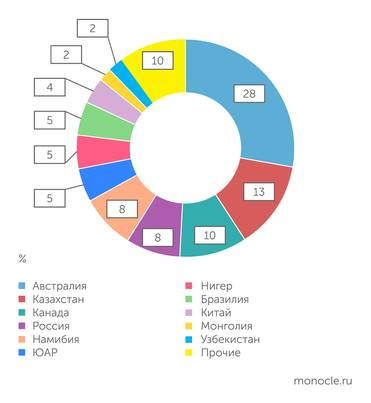 2
2
10
4
28
5
5
13
5
8
8
10
%
Австралия
Казахстан
Канада
Россия
Намибия
ЮАР
Нигер
Бразилия
Китай
Монголия
Узбекистан
Прочие
monocle.ru